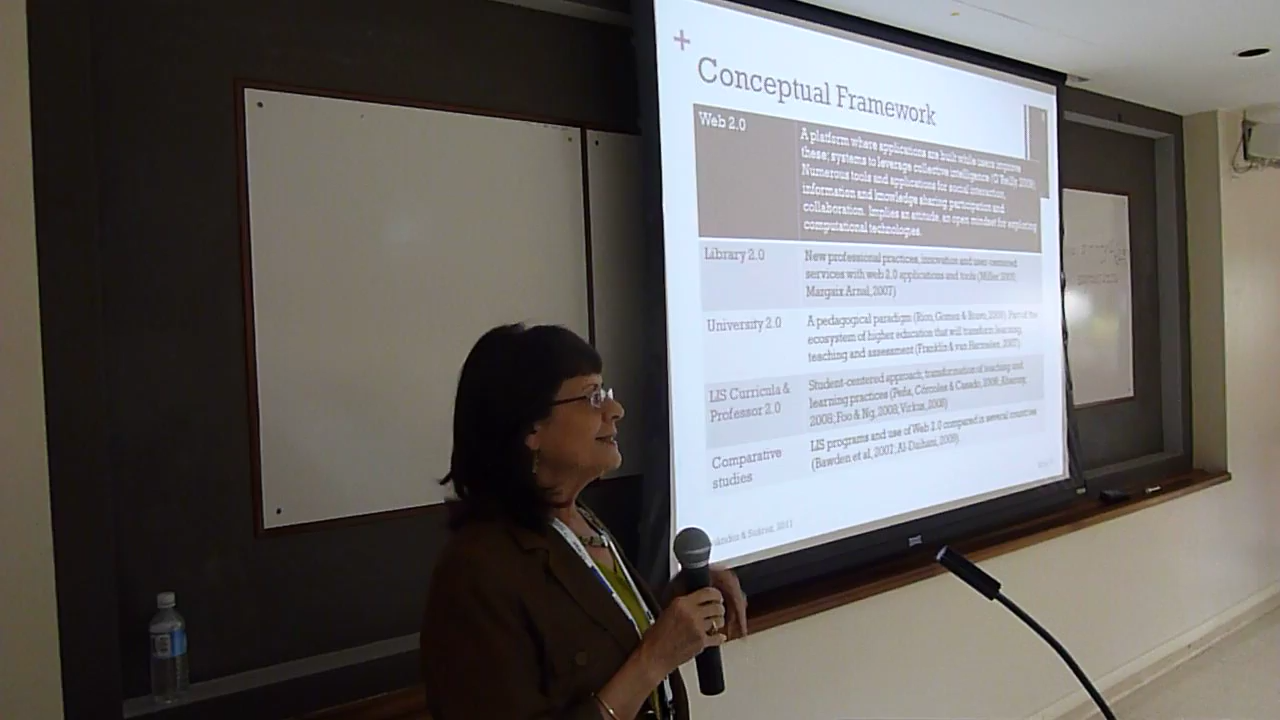 +
Conceptual Framework
Web 2.0
A platform where applications are built while users improve
these; systems to leverage collective intelligence (O'Reilly, 2005)
Numerous tools and applications for social interaction,
information and knowledge sharing participation and
collaboration. Implies an attitude, an open mindset for exploring
computational technologies.
Library 2.0
New professional practices, innovation and user-centered
services with web 2.0 applications and tools (Miller,
Margaix Arnal, 2007)
University 2.0
A pedagogical paradigm Part of the
ecosystem of higher education that will transform learning,
teaching and assessment (Franklin & van Harmelen, 2007).
LIS Curricula &
Professor 2.0
Student-centered approach, transformation of teaching and
learning practices (Peña, Córcoles & Casado, 2006;
2008; Foo & Ng, 2008; Virkus, 2008)
Comparative
studies
LIS programs and use of Web 2.0 compared in several countries
(Bawden et al, 2007; Al-Daihani, 2009).
& Suárez, 2011